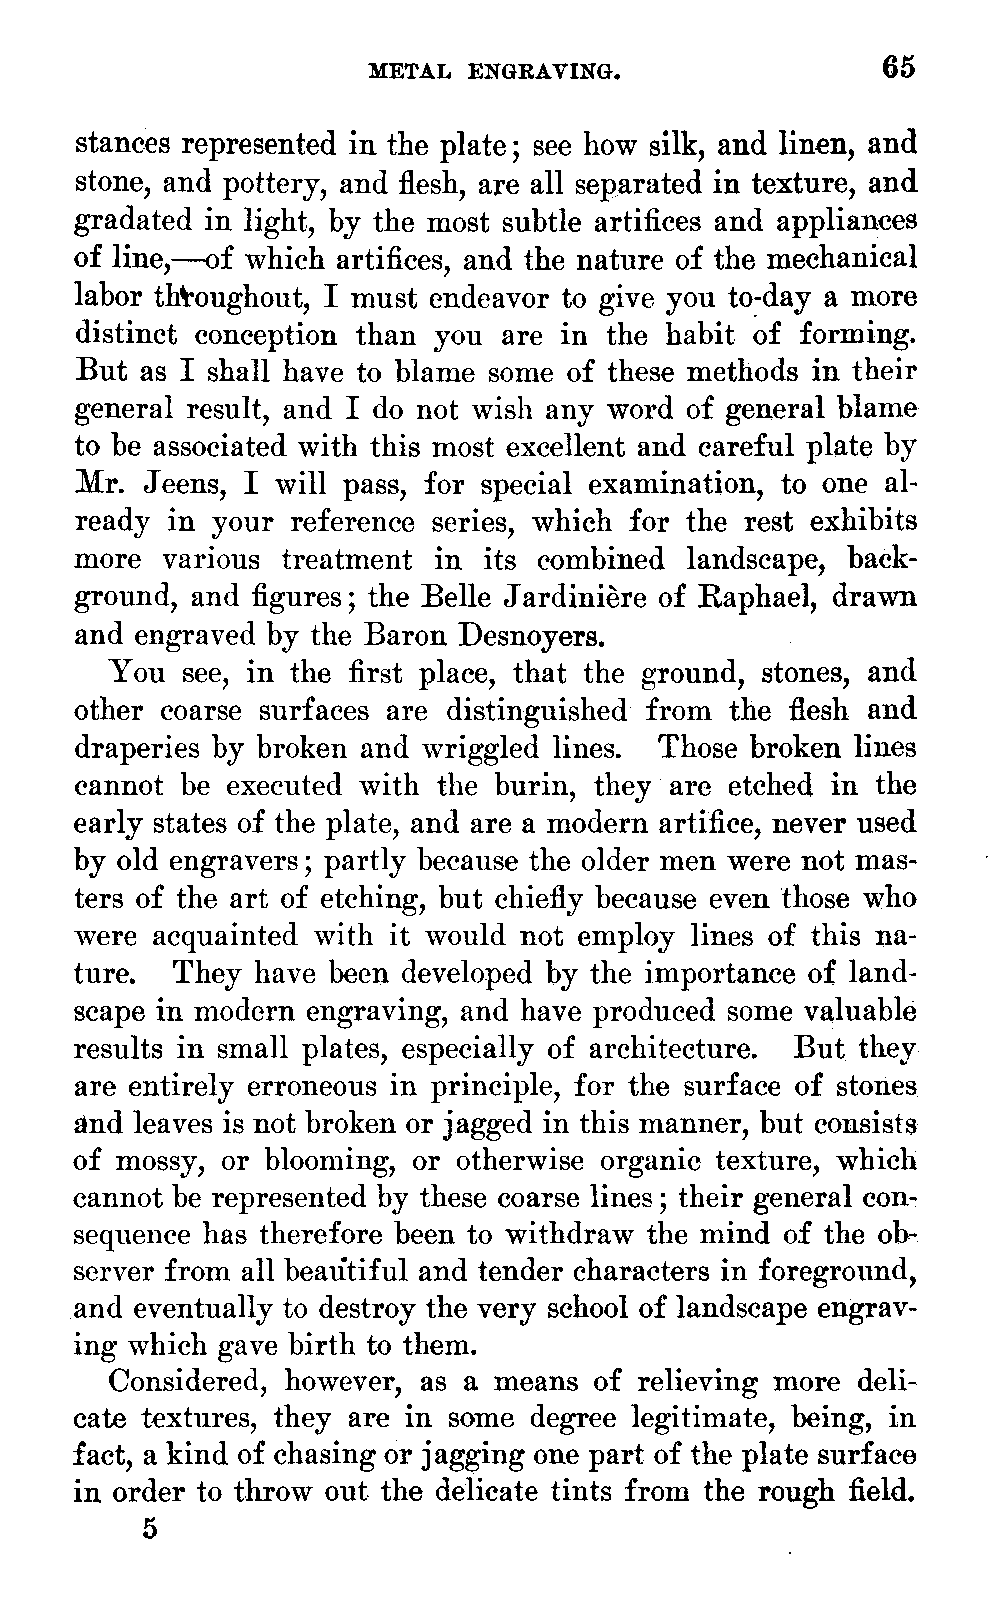 METAL ENGRAVING. 65
stances represented in the plate; see how silk, and linen, and
stone, and pottery, and flesh, are all separated in texture, and
gradated in light, by the most subtle artifices and appliances
of line,—of which artifices, and the nature of the mechanical
labor throughout, I must endeavor to give you to-day a more
distinct conception than you are in the habit of forming.
But as I shall have to blame some of these methods in their
general result, and I do not wish any word of general blame
to be associated with this most excellent and careful plate by
Mr. Jeens, I will pass, for special examination, to one al-
ready in your reference series, which for the rest exhibits
more various treatment in its combined landscape, back-
ground, and figures; the Belle Jardinière of Raphael, drawn
and engraved by the Baron Desnoyers.
You see, in the first place, that the ground, stones, and
other coarse surfaces are distinguished from the flesh and
draperies by broken and wriggled lines. Those broken lines
cannot be executed with the burin, they are etched in the
early states of the plate, and are a modern artifice, never used
by old engravers; partly because the older men were not mas-
ters of the art of etching, but chiefly because even those who
were acquainted with it would not employ lines of this na-
ture. They have been developed by the importance of land-
scape in modern engraving, and have produced some valuable
results in small plates, especially of architecture. But they
are entirely erroneous in principle, for the surface of stones
and leaves is not broken or jagged in this manner, but consists
of mossy, or blooming, or otherwise organic texture, which
cannot be represented by these coarse lines; their general con-
sequence has therefore been to withdraw the mind of the ob-
server from all beautiful and tender characters in foreground,
and eventually to destroy the very school of landscape engrav-
ing which gave birth to them.
Considered, however, as a means of relieving more deli-
cate textures, they are in some degree legitimate, being, in
fact, a kind of chasing or jagging one part of the plate surface
in order to throw out the delicate tints from the rough field.
5